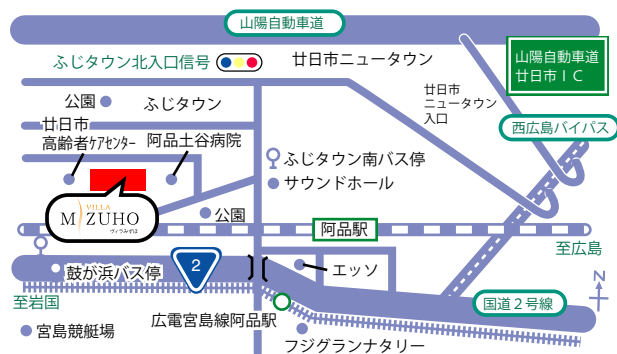 山陽自動車道
ふじタウン北入口信号
廿日市ニュータウン
山陽自動車道
廿日市ＩＣ
廿日市
ニュータウン
入口
公園
ふじタウン
西広島バイパス
廿日市
高齢者ｹｱｾﾝﾀｰ
阿品土谷病院
ふじタウン南バス停
サウンドホール
VILLA
MIZUHO
ヴィラみずほ
公園
阿品駅
至広島
鼓が浜バス停
2
エッソ
N
至岩国
国道２号線
宮島競艇場
広電宮島線阿品駅
フジグランナタリー